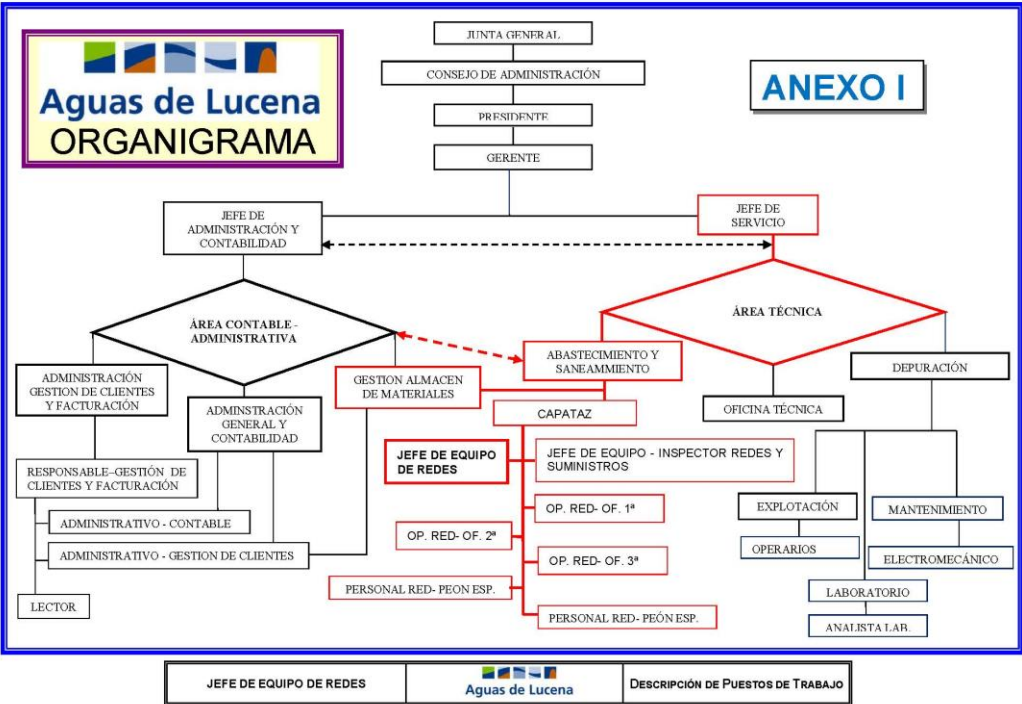 Aguas de Lucena
ORGANIGRAMA
ANEXO I
JUNTA GENERAL
CONSEJO DE ADMINISTRACIÓN
PRESIDENTE
GERENTE
JEFE DE
ADMINISTRACIÓN Y
CONTABILIDAD
JEFE DE
SERVICIO
ÁREA CONTABLE -
ADMINISTRATIVA
ÁREA TÉCNICA
ADMINISTRACIÓN
GESTION DE CLIENTES
Y FACTURACIÓN
ADMINSTRACIÓN
GENERAL Y
CONTABILIDAD
GESTION ALMACEN
DE MATERIALES
ABASTECIMIENTO Y
SANEAMMIENTO
OFICINA TÉCNICA
DEPURACIÓN
CAPATAZ
JEFE DE EQUIPO
DE REDES
JEFE DE EQUIPO - INSPECTOR REDES Y
SUMINISTROS
RESPONSABLE–GESTIÓN DE
CLIENTES Y FACTURACIÓN
ADMINISTRATIVO - CONTABLE
ADMINISTRATIVO - GESTION DE CLIENTES
LECTOR
OP. RED- OF. 1ª
OP. RED- OF. 2ª
OP. RED- OF. 3ª
PERSONAL RED- PEON ESP.
PERSONAL RED- PEÓN ESP.
EXPLOTACIÓN
OPERARIOS
MANTENIMIENTO
ELECTROMECÁNICO
LABORATORIO
ANALISTA LAB.
JEFE DE EQUIPO DE REDES
Aguas de Lucena
DESCRIPCIÓN DE PUESTOS DE TRABAJO